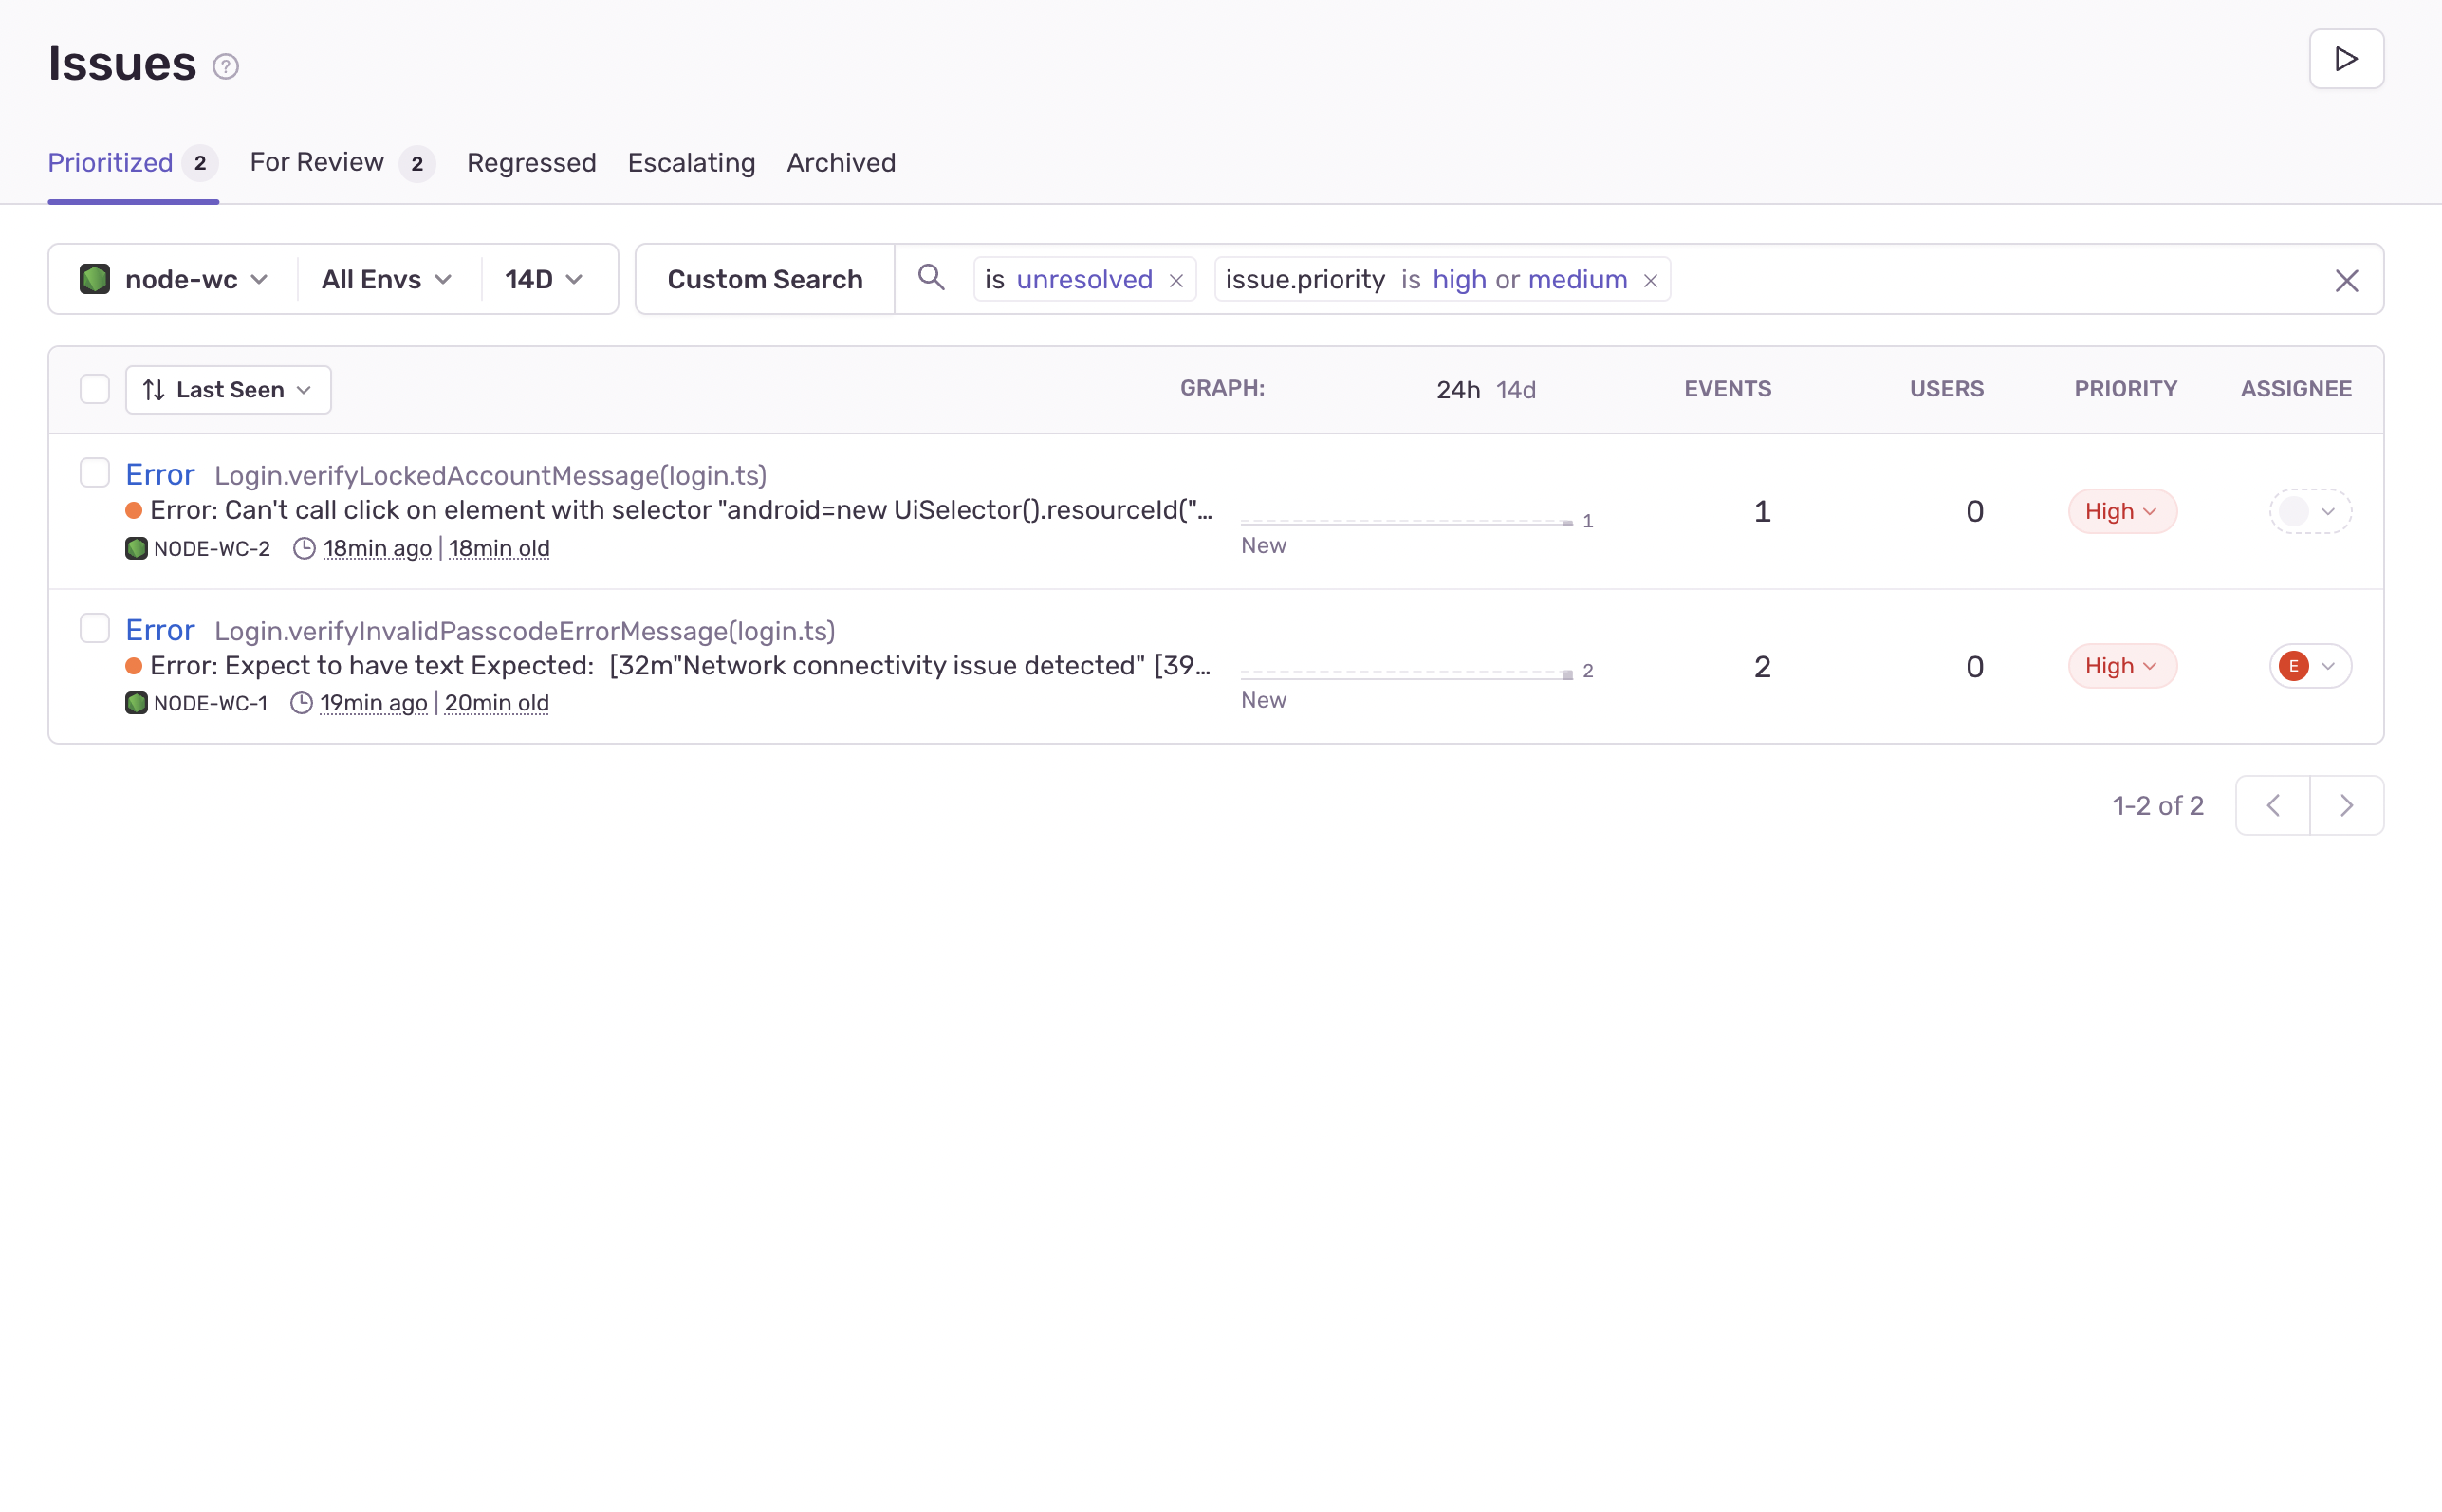 Issues ?
Prioritized 2 For Review 2 Regressed Escalating Archived
node-wc All Envs 14D Custom Search is unresolved issue.priority is high or medium
Last Seen GRAPH: 24h 14d EVENTS USERS PRIORITY ASSIGNEE
Error Login.verifyLockedAccountMessage(login.ts)
Error: Can't call click on element with selector "android=new UiSelector().resourceId("... 1 1 0 High
New
NODE-WC-2 18min ago | 18min old
Error Login.verifyInvalidPasscodeErrorMessage(login.ts)
Error: Expect to have text Expected: [32m"Network connectivity issue detected" [39... 2 2 0 High E
New
NODE-WC-1 19min ago | 20min old
1-2 of 2